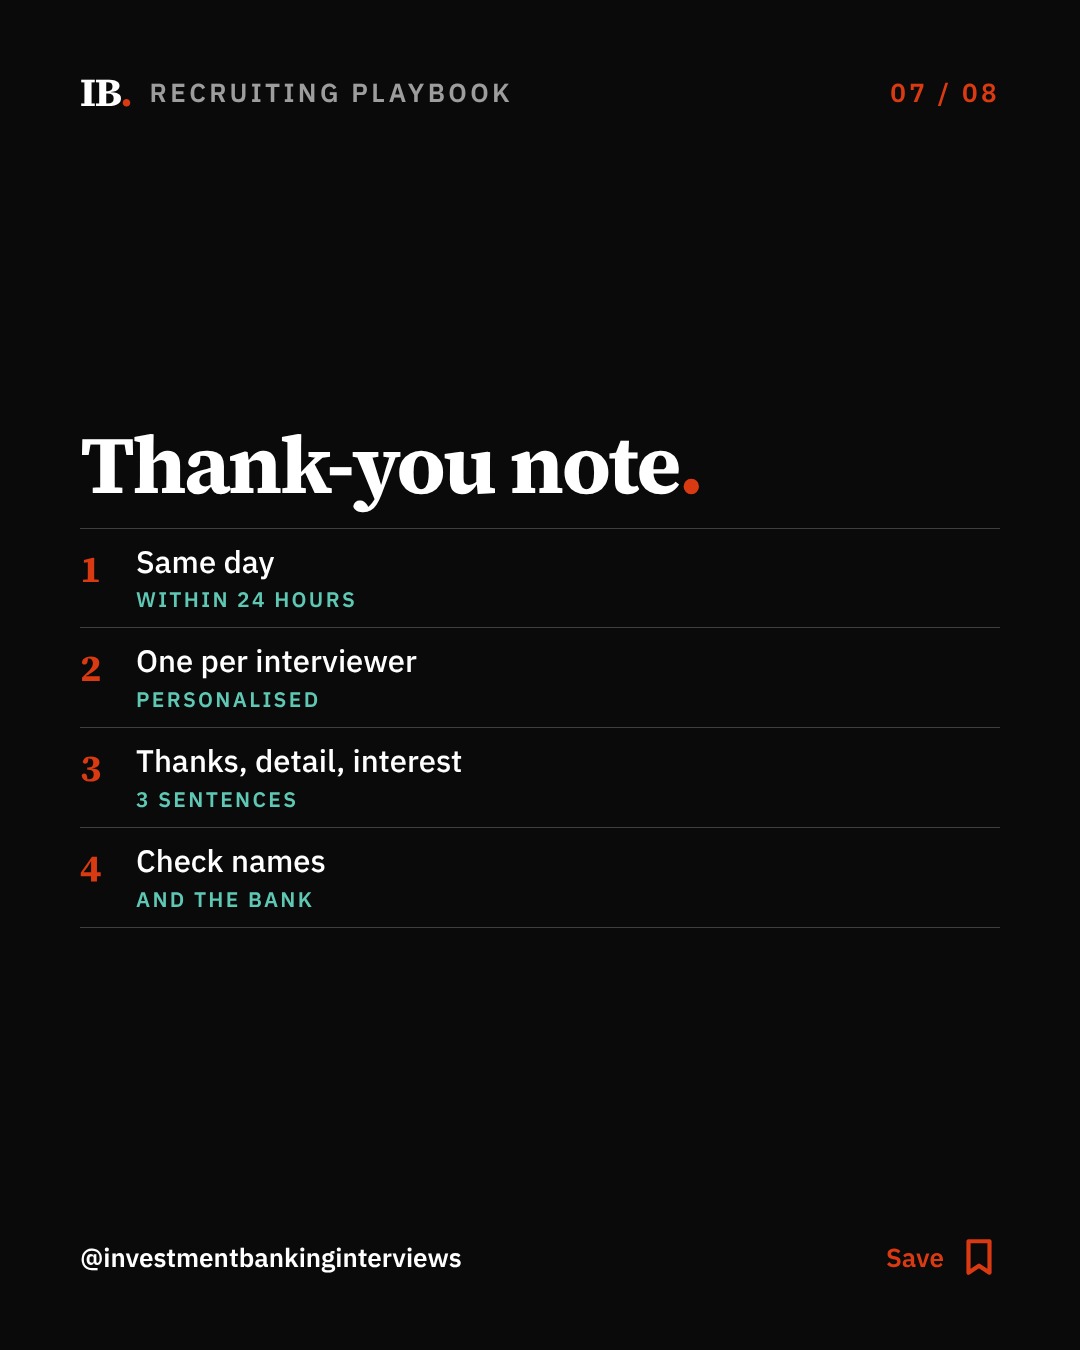 IB. RECRUITING PLAYBOOK
07 / 08
Thank-you note.
1 Same day
WITHIN 24 HOURS
2 One per interviewer
PERSONALISED
3 Thanks, detail, interest
3 SENTENCES
4 Check names
AND THE BANK
@investmentbankinginterviews
Save